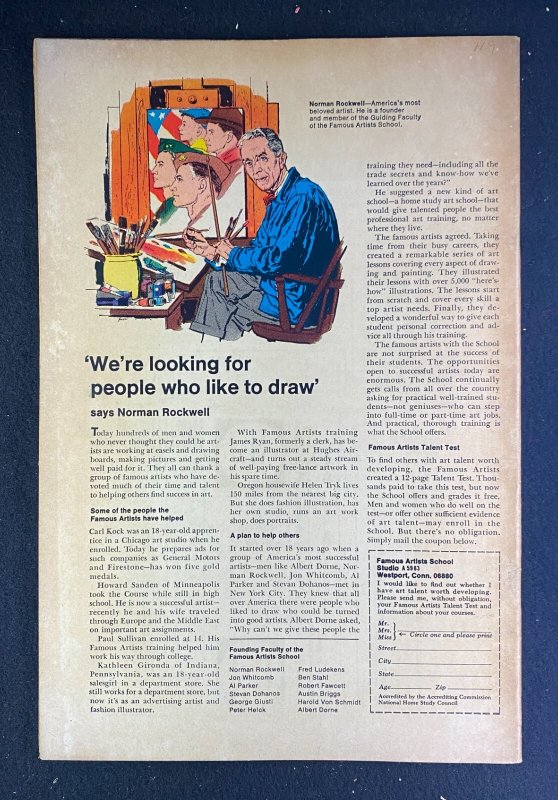 Norman Rockwell—America's most
beloved artist. He is a founder
and member of the Guiding Faculty
of the Famous Artists School.
'We're looking for
people who like to draw'
says Norman Rockwell
Today hundreds of men and women
who never thought they could be art-
ists are working at easels and drawing
boards, making pictures and getting
well paid for it. They all can thank a
group of famous artists who have de-
voted much of their time and talent
to helping others find success in art.
Some of the people the
Famous Artists have helped
Carl Kock was an 18-year-old appren-
tice in a Chicago art studio when he
enrolled. Today he prepares ads for
such companies as General Motors
and Firestone—has won five gold
medals.
Howard Sanden of Minneapolis
took the Course while still in high
school. He is now a successful artist—
recently he and his wife traveled
through Europe and the Middle East
on important art assignments.
Paul Sullivan enrolled at 14. His
Famous Artists training helped him
work his way through college.
Kathleen Gironda of Indiana,
Pennsylvania, was an 18-year-old
salesgirl in a department store. She
still works for a department store, but
now it's as an advertising artist and
fashion illustrator.
With Famous Artists training
James Ryan, formerly a clerk, has be-
come an illustrator at Hughes Air-
craft—and turns out a steady stream
of well-paying free-lance artwork in
his spare time.
Oregon housewife Helen Tryk lives
150 miles from the nearest big city.
But she does fashion illustration, has
her own studio, runs an art work
shop, does portraits.
A plan to help others
It started over 18 years ago when a
group of America's most successful
artists—men like Albert Dorne, Nor-
man Rockwell, Jon Whitcomb, Al
Parker and Stevan Dohanos—met in
New York City. They knew that all
over America there were people who
liked to draw who could be turned
into good artists. Albert Dorne asked,
"Why can't we give these people the
Founding Faculty of the
Famous Artists School
Norman Rockwell
Jon Whitcomb
Al Parker
Stevan Dohanos
George Giusti
Peter Helck
Fred Ludekens
Ben Stahl
Robert Fawcett
Austin Briggs
Harold Von Schmidt
Albert Dorne
training they need—including all the
trade secrets and know-how we've
learned over the years?"
He suggested a new kind of art
school—a home study art school—that
would give talented people the best
professional art training, no matter
where they live.
The famous artists agreed. Taking
time from their busy careers, they
created a remarkable series of art
lessons covering every aspect of draw-
ing and painting. They illustrated
their lessons with over 5,000 "here's-
how" illustrations. The lessons start
from scratch and cover every skill a
top artist needs. Finally, they de-
veloped a wonderful way to give each
student personal correction and ad-
vice all through his training.
The famous artists with the School
are not surprised at the success of
their students. The opportunities
open to successful artists today are
enormous. The School continually
gets calls from all over the country
asking for practical well-trained stu-
dents—not geniuses—who can step
into full-time or part-time art jobs.
And practical, thorough training is
what the School offers.
Famous Artists Talent Test
To find others with art talent worth
developing, the Famous Artists
created a 12-page Talent Test. Thou-
sands paid to take this test, but now
the School offers and grades it free.
Men and women who do well on the
test—or offer other sufficient evidence
of art talent—may enroll in the
School. But there's no obligation.
Simply mail the coupon below.
Famous Artists School
Studio A 5963
Westport, Conn. 06880
I would like to find out whether I
have art talent worth developing.
Please send me, without obligation,
your Famous Artists Talent Test and
information about your courses.
Mr.
Mrs. ← Circle one and please print
Miss
Street
City
State
Age Zip
Accredited by the Accrediting Commission
National Home Study Council